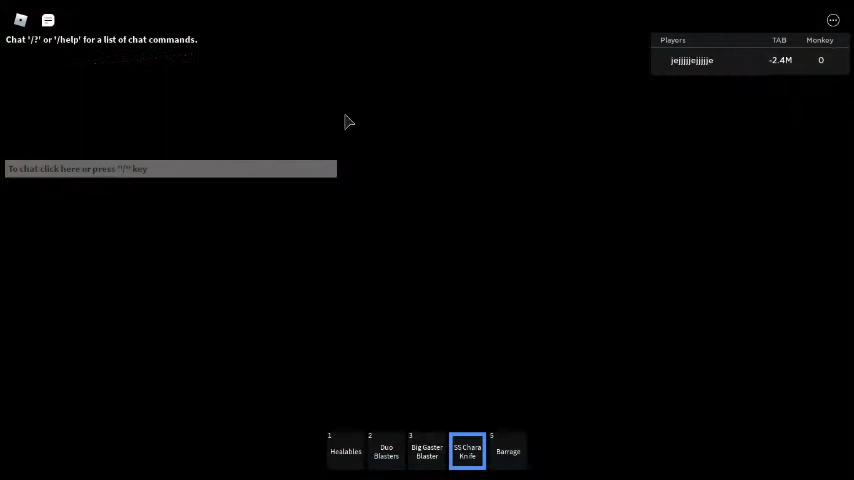 Chat '/?' or '/help' for a list of chat commands.
Players TAB Monkey
jejjjjjejjjjje -2.4M 0
To chat click here or press "/" key
1 2 3 5
Healables Duo Blasters Big Gaster Blaster SS Chara Knife Barrage